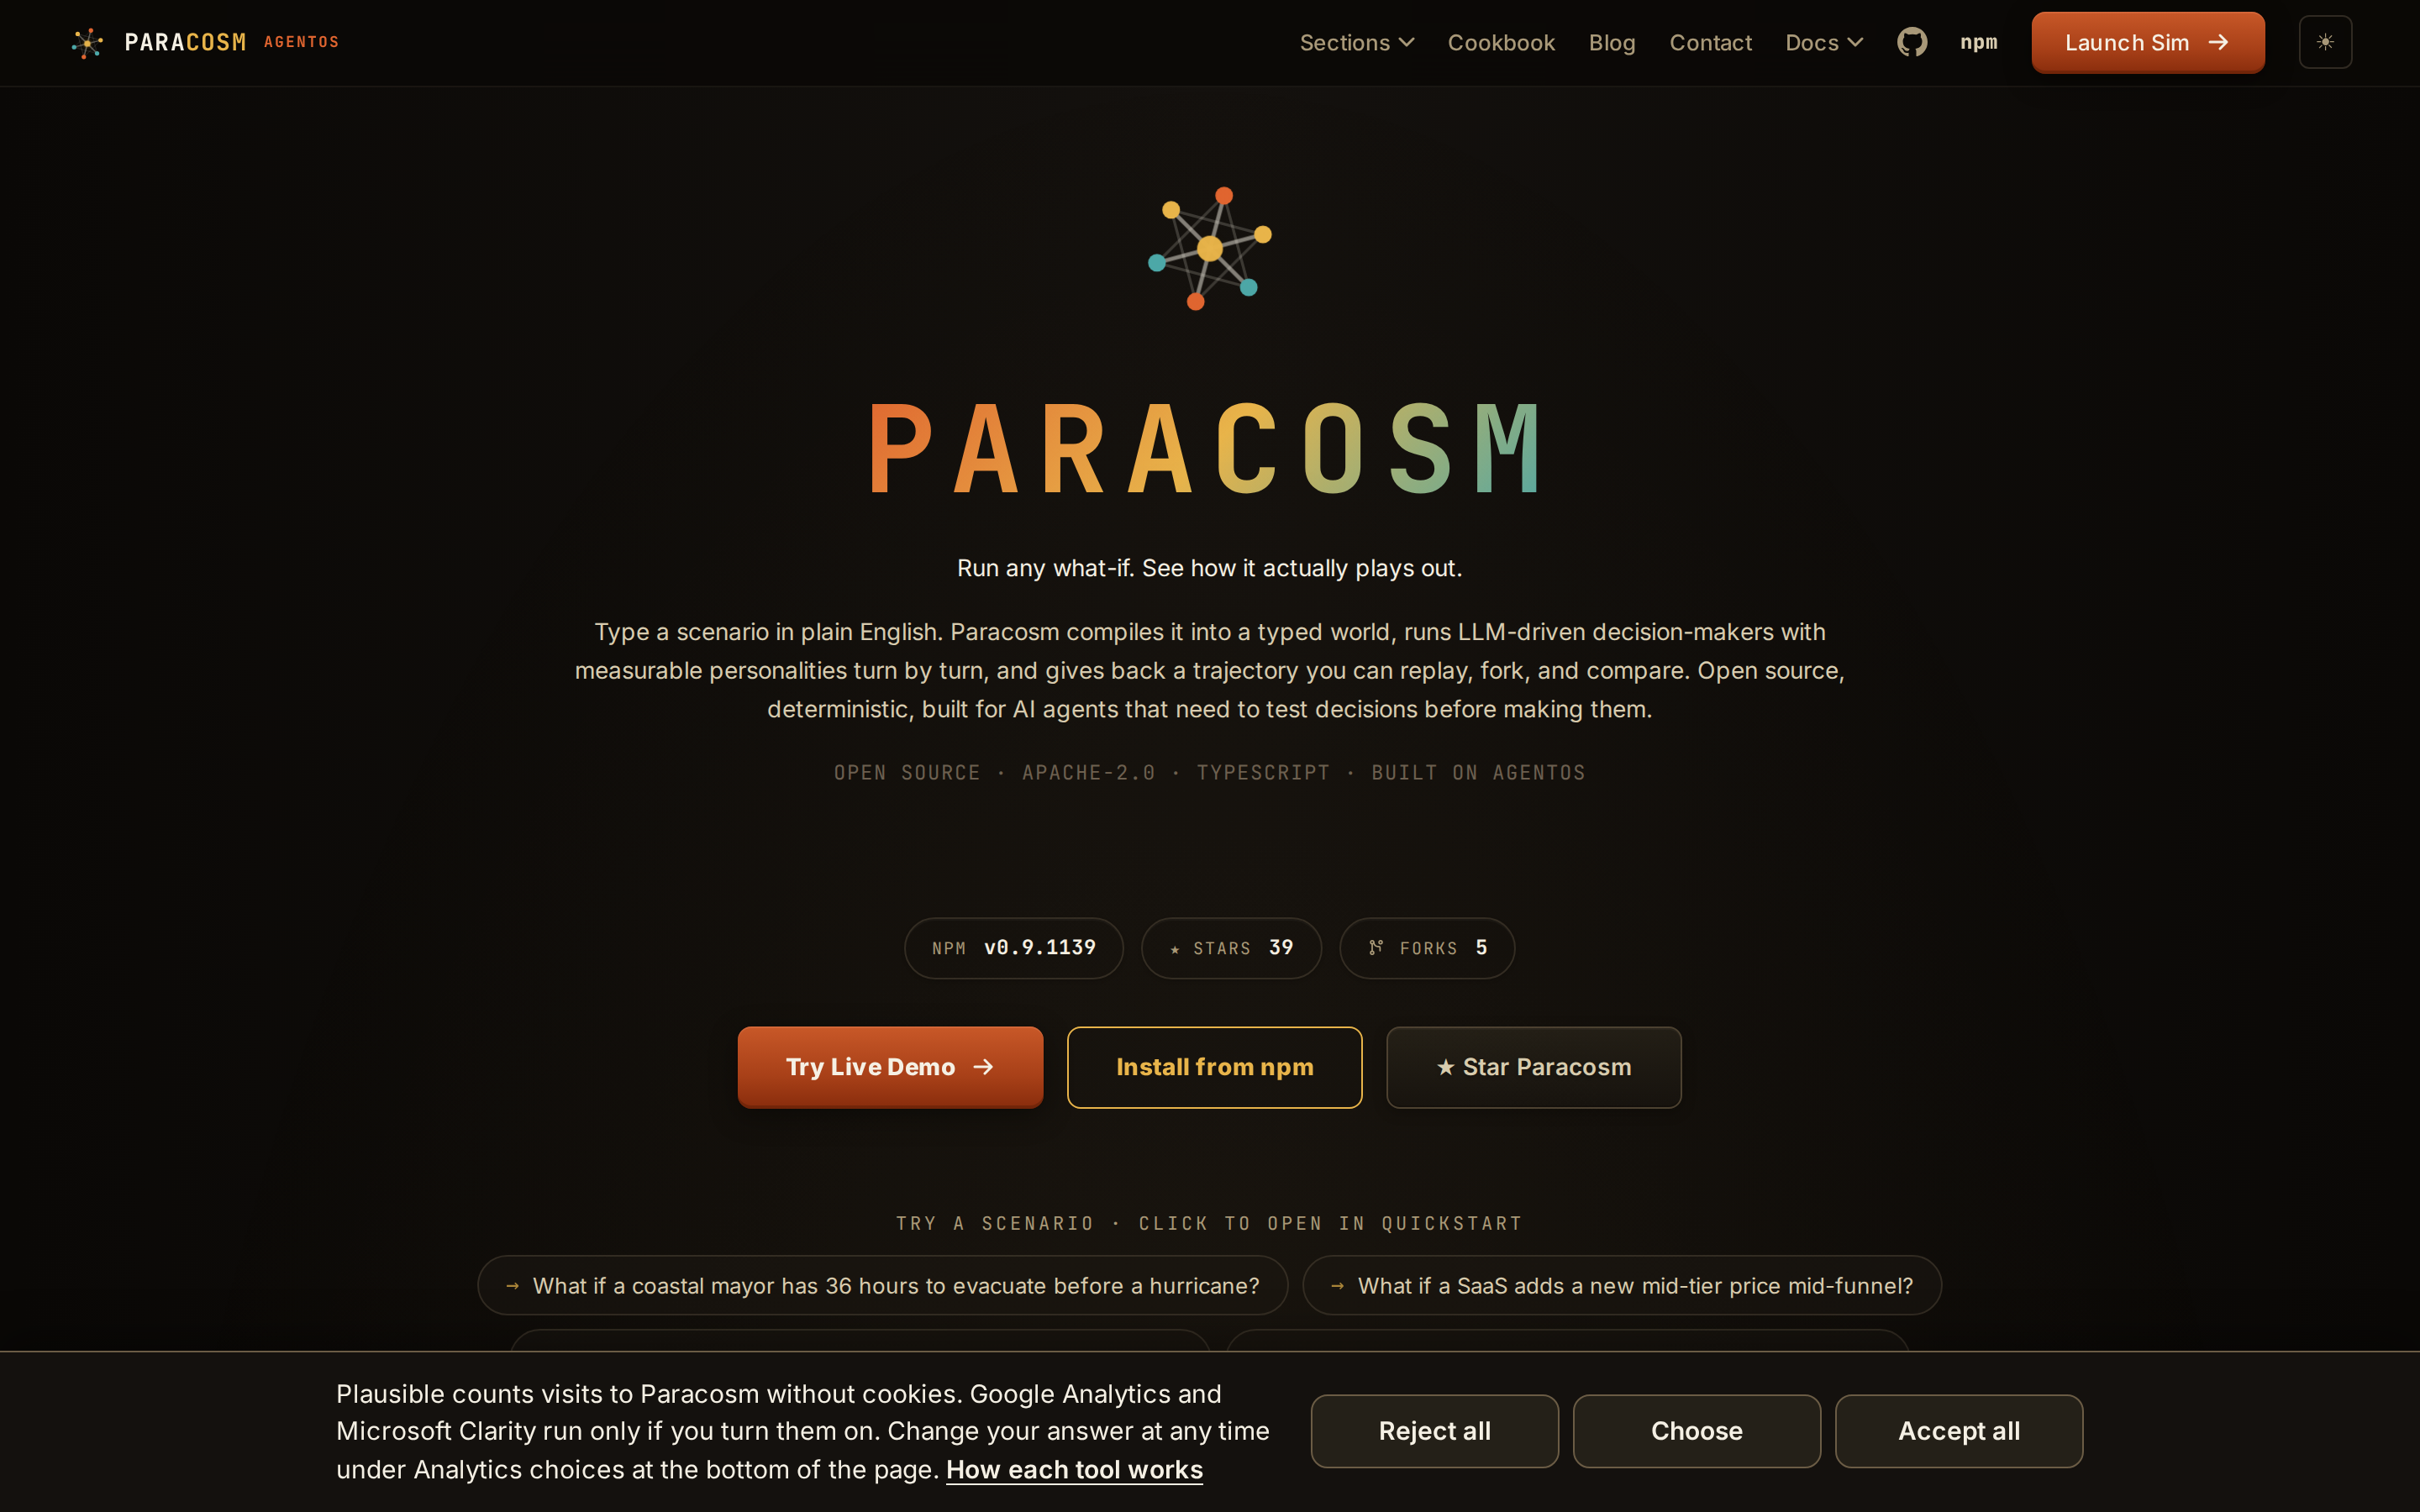 PARACOSM AGENTOS
Sections
Cookbook
Blog
Contact
Docs
npm
Launch Sim →
PARACOSM
Run any what-if. See how it actually plays out.
Type a scenario in plain English. Paracosm compiles it into a typed world, runs LLM-driven decision-makers with
measurable personalities turn by turn, and gives back a trajectory you can replay, fork, and compare. Open source,
deterministic, built for AI agents that need to test decisions before making them.
OPEN SOURCE · APACHE-2.0 · TYPESCRIPT · BUILT ON AGENTOS
NPM v0.9.1139
★ STARS 39
FORKS 5
Try Live Demo →
Install from npm
★ Star Paracosm
TRY A SCENARIO · CLICK TO OPEN IN QUICKSTART
→ What if a coastal mayor has 36 hours to evacuate before a hurricane?
→ What if a SaaS adds a new mid-tier price mid-funnel?
Plausible counts visits to Paracosm without cookies. Google Analytics and
Microsoft Clarity run only if you turn them on. Change your answer at any time
under Analytics choices at the bottom of the page. How each tool works
Reject all
Choose
Accept all